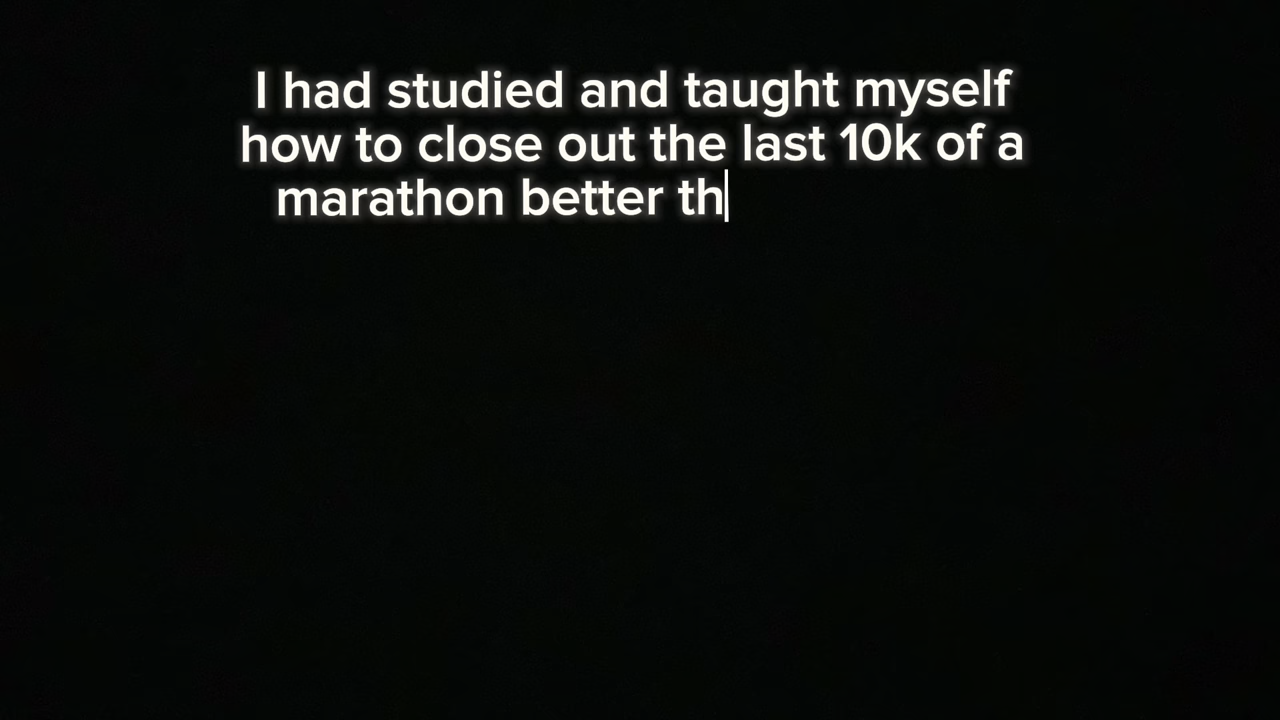 I had studied and taught myself
how to close out the last 10k of a
marathon better th